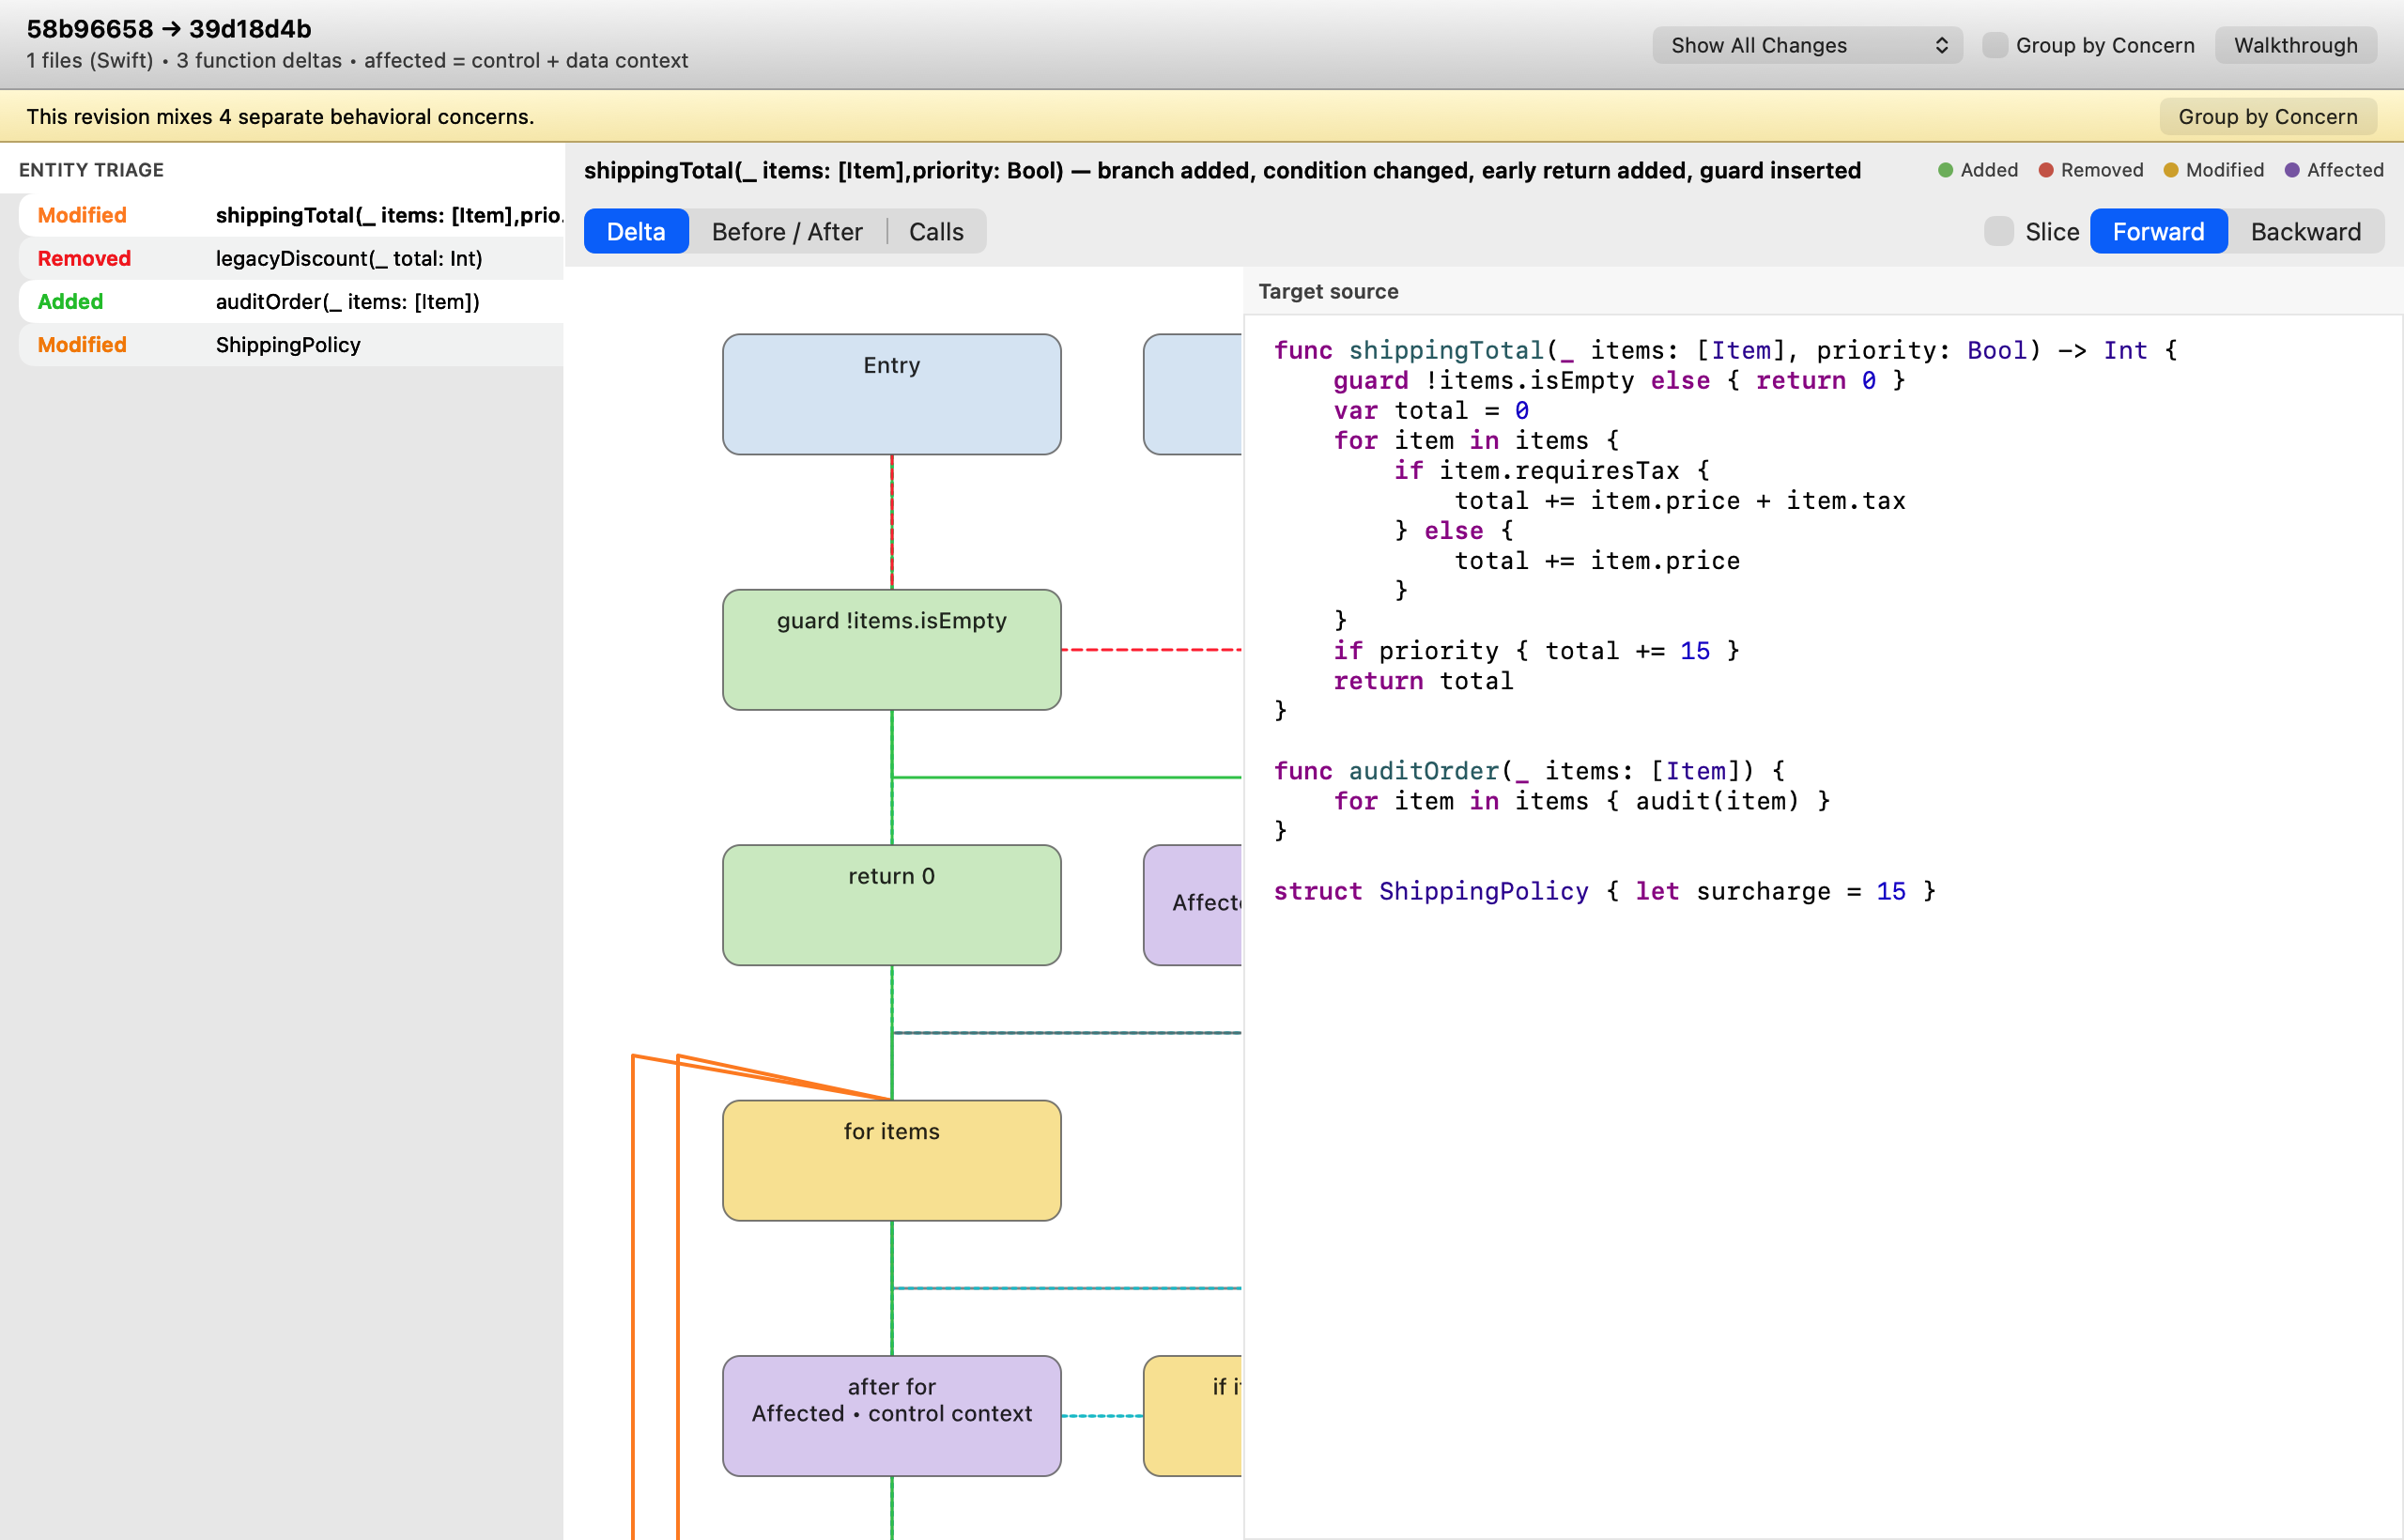 58b96658 → 39d18d4b
1 files (Swift) • 3 function deltas • affected = control + data context
Show All Changes
Group by Concern
Walkthrough
This revision mixes 4 separate behavioral concerns.
Group by Concern
ENTITY TRIAGE
Modified shippingTotal(_ items: [Item],prio.
Removed legacyDiscount(_ total: Int)
Added auditOrder(_ items: [Item])
Modified ShippingPolicy
shippingTotal(_ items: [Item],priority: Bool) — branch added, condition changed, early return added, guard inserted
Added
Removed
Modified
Affected
Delta
Before / After
Calls
Slice
Forward
Backward
Entry
guard !items.isEmpty
return 0
for items
after for
Affected • control context
Target source
func shippingTotal(_ items: [Item], priority: Bool) -> Int {
    guard !items.isEmpty else { return 0 }
    var total = 0
    for item in items {
        if item.requiresTax {
            total += item.price + item.tax
        } else {
            total += item.price
        }
    }
    if priority { total += 15 }
    return total
}
func auditOrder(_ items: [Item]) {
    for item in items { audit(item) }
}
struct ShippingPolicy { let surcharge = 15 }